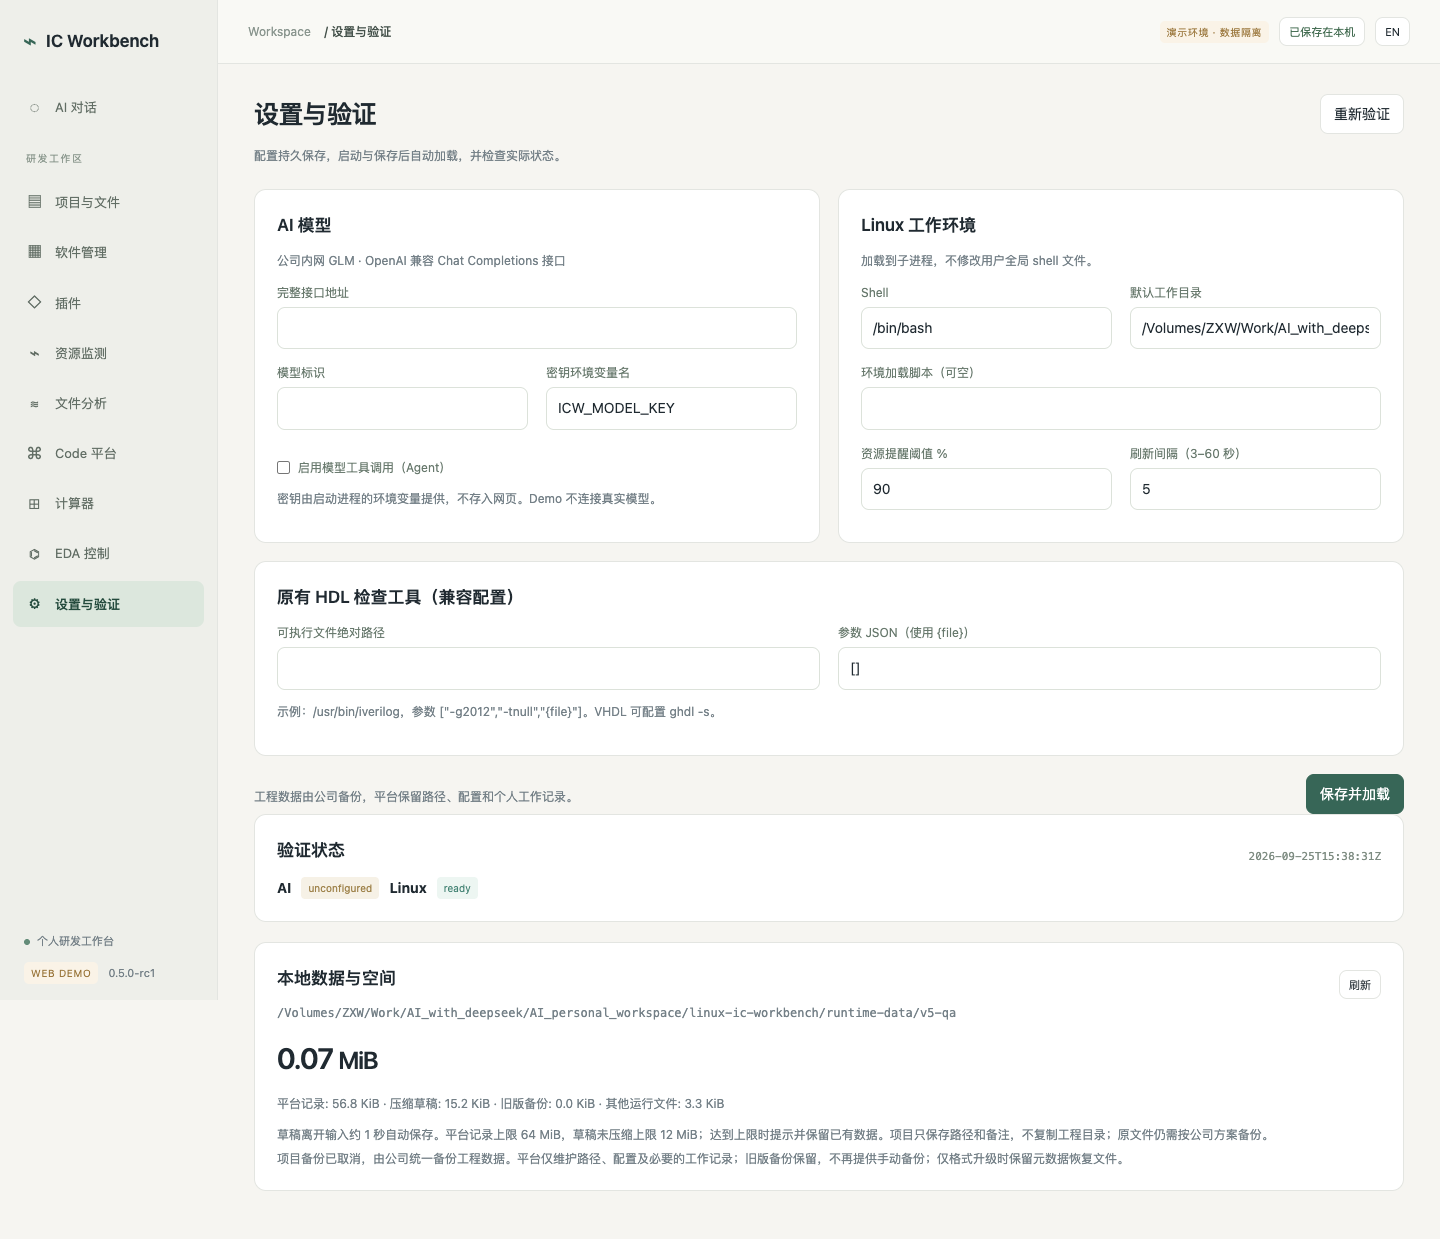 IC Workbench
AI 对话
研发工作区
项目与文件
软件管理
插件
资源监测
文件分析
Code 平台
计算器
EDA 控制
设置与验证
个人研发工作台
WEB DEMO 0.5.0-rc1
Workspace / 设置与验证
演示环境 · 数据隔离
已保存在本机
EN
设置与验证
重新验证
配置持久保存，启动与保存后自动加载，并检查实际状态。
AI 模型
公司内网 GLM · OpenAI 兼容 Chat Completions 接口
完整接口地址
模型标识
密钥环境变量名
ICW_MODEL_KEY
启用模型工具调用（Agent）
密钥由启动进程的环境变量提供，不存入网页。Demo 不连接真实模型。
Linux 工作环境
加载到子进程，不修改用户全局 shell 文件。
Shell
默认工作目录
/bin/bash
/Volumes/ZXW/Work/AI_with_deeps
环境加载脚本（可空）
资源提醒阈值 %
刷新间隔（3–60 秒）
90
5
原有 HDL 检查工具（兼容配置）
可执行文件绝对路径
参数 JSON（使用 {file}）
[]
示例：/usr/bin/iverilog，参数 ["-g2012","-tnull","{file}"]。VHDL 可配置 ghdl -s。
工程数据由公司备份，平台保留路径、配置和个人工作记录。
保存并加载
验证状态
2026-09-25T15:38:31Z
AI unconfigured Linux ready
本地数据与空间
刷新
/Volumes/ZXW/Work/AI_with_deepseek/AI_personal_workspace/linux-ic-workbench/runtime-data/v5-qa
0.07 MiB
平台记录: 56.8 KiB · 压缩草稿: 15.2 KiB · 旧版备份: 0.0 KiB · 其他运行文件: 3.3 KiB
草稿离开输入约 1 秒自动保存。平台记录上限 64 MiB，草稿未压缩上限 12 MiB；达到上限时提示并保留已有数据。项目只保存路径和备注，不复制工程目录；原文件仍需按公司方案备份。
项目备份已取消，由公司统一备份工程数据。平台仅维护路径、配置及必要的工作记录；旧版备份保留，不再提供手动备份；仅格式升级时保留元数据恢复文件。